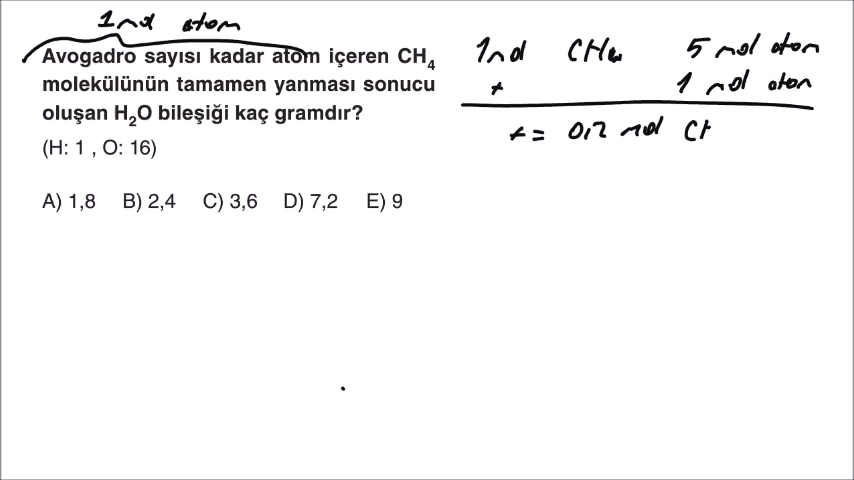 1 mol atom
Avogadro sayısı kadar atom içeren CH4
molekülünün tamamen yanması sonucu
oluşan H2O bileşiği kaç gramdır?
(H: 1 , O: 16)
A) 1,8 B) 2,4 C) 3,6 D) 7,2 E) 9
1 mol CH4 5 mol atom
x 1 mol atom
x = 0,2 mol CH